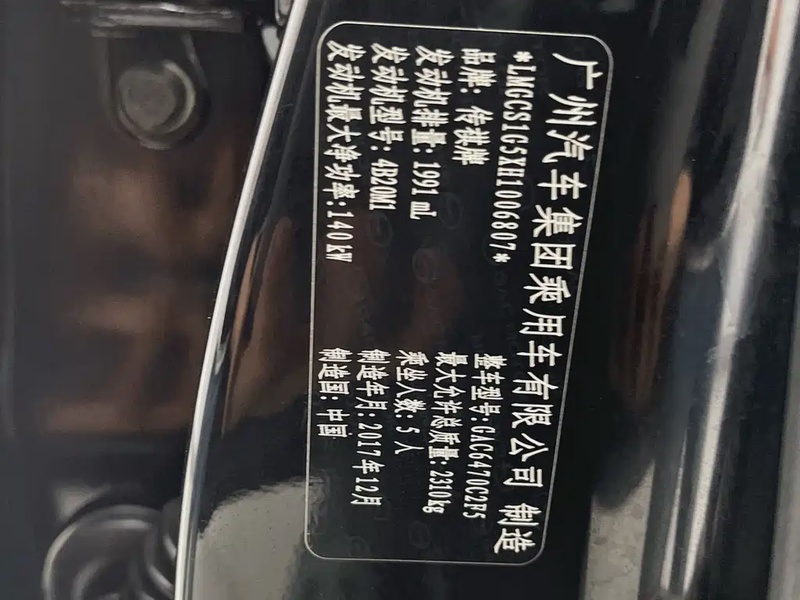 广州汽车集团乘用车有限公司 制造
*LMGCS1G5XH1006807*
品牌：传祺牌
整车型号：GAC6470C2F5
发动机排量：1991 ml
最大允许总质量：2310kg
发动机型号：4B20M1
乘坐人数：5 人
发动机最大净功率：140kW
制造年月：2017年12月
制造国：中国